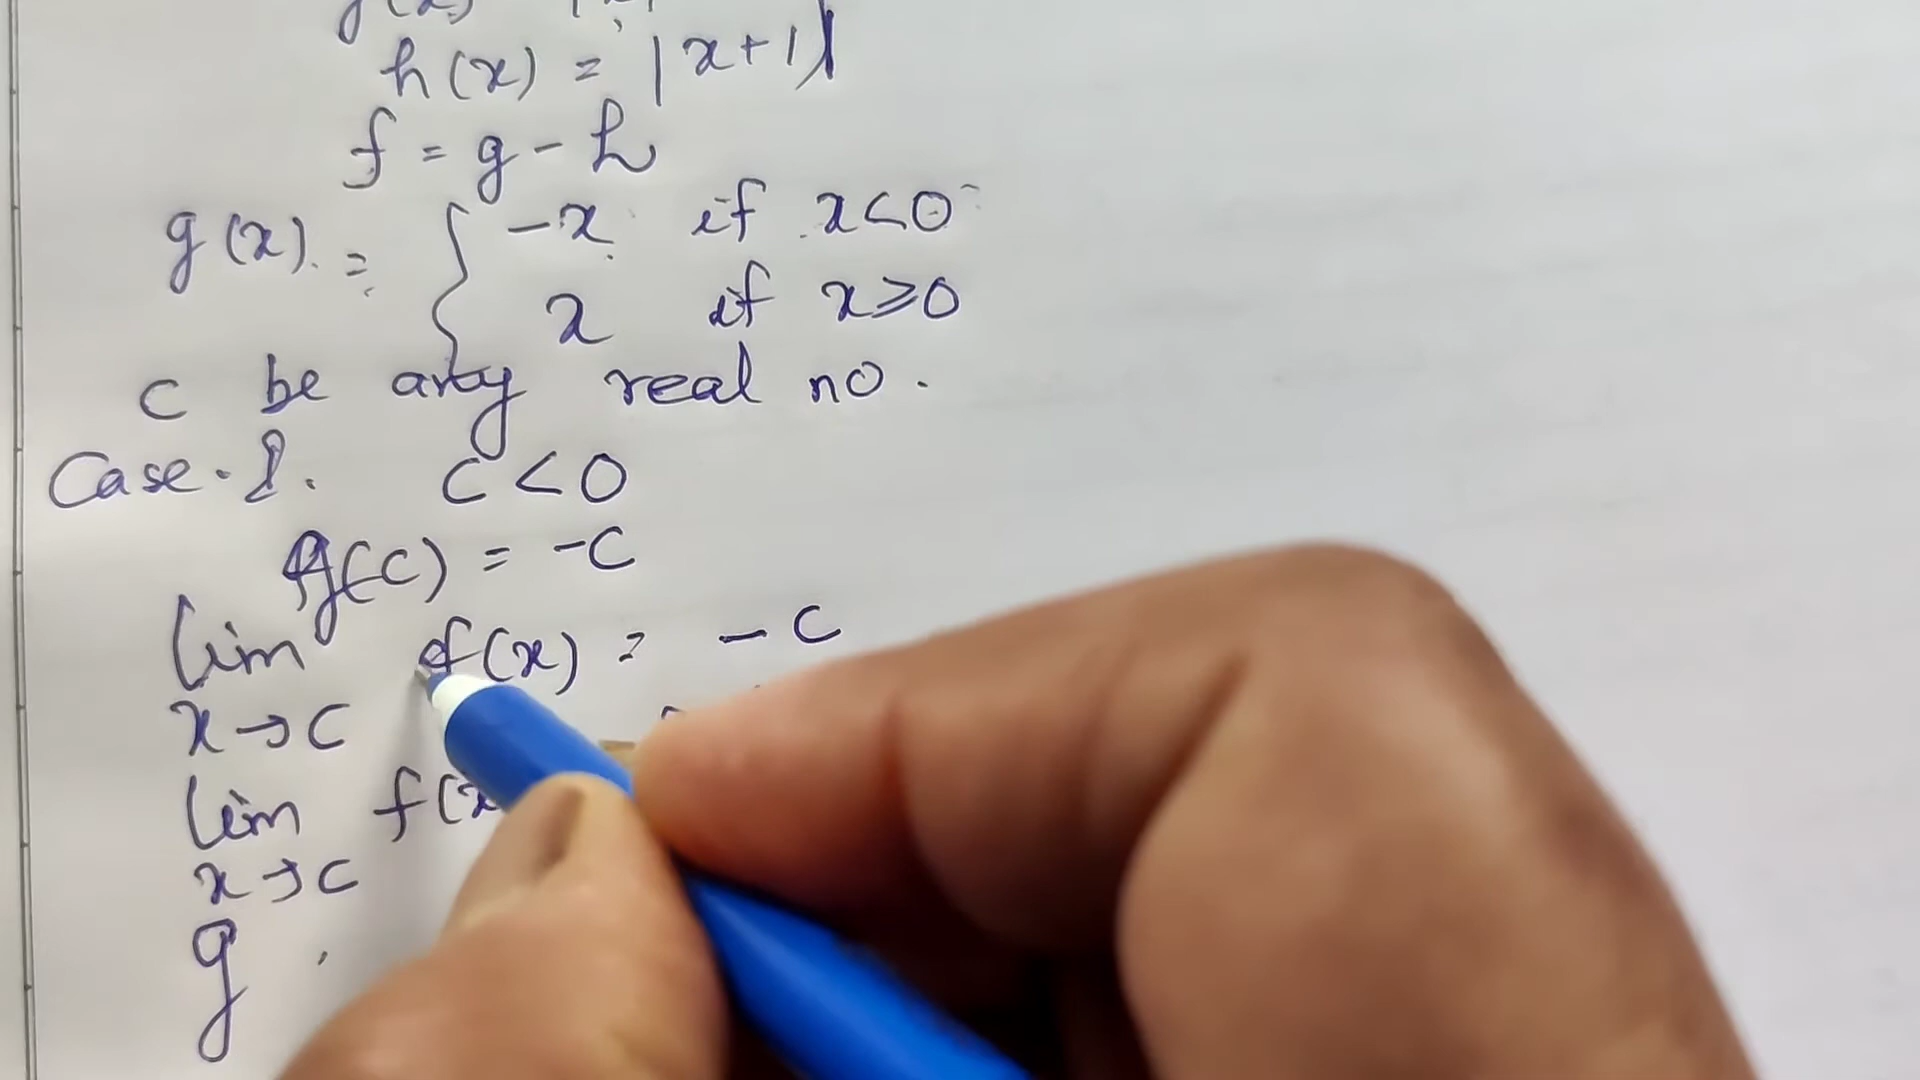 h(x) = |x+1|
f = g - h
g(x) = { -x if x<0
x if x≥0
c be any real no.
Case. I. c < 0
g(c) = -c
lim f(x) = - c
x→c
lim f(x
x→c
g